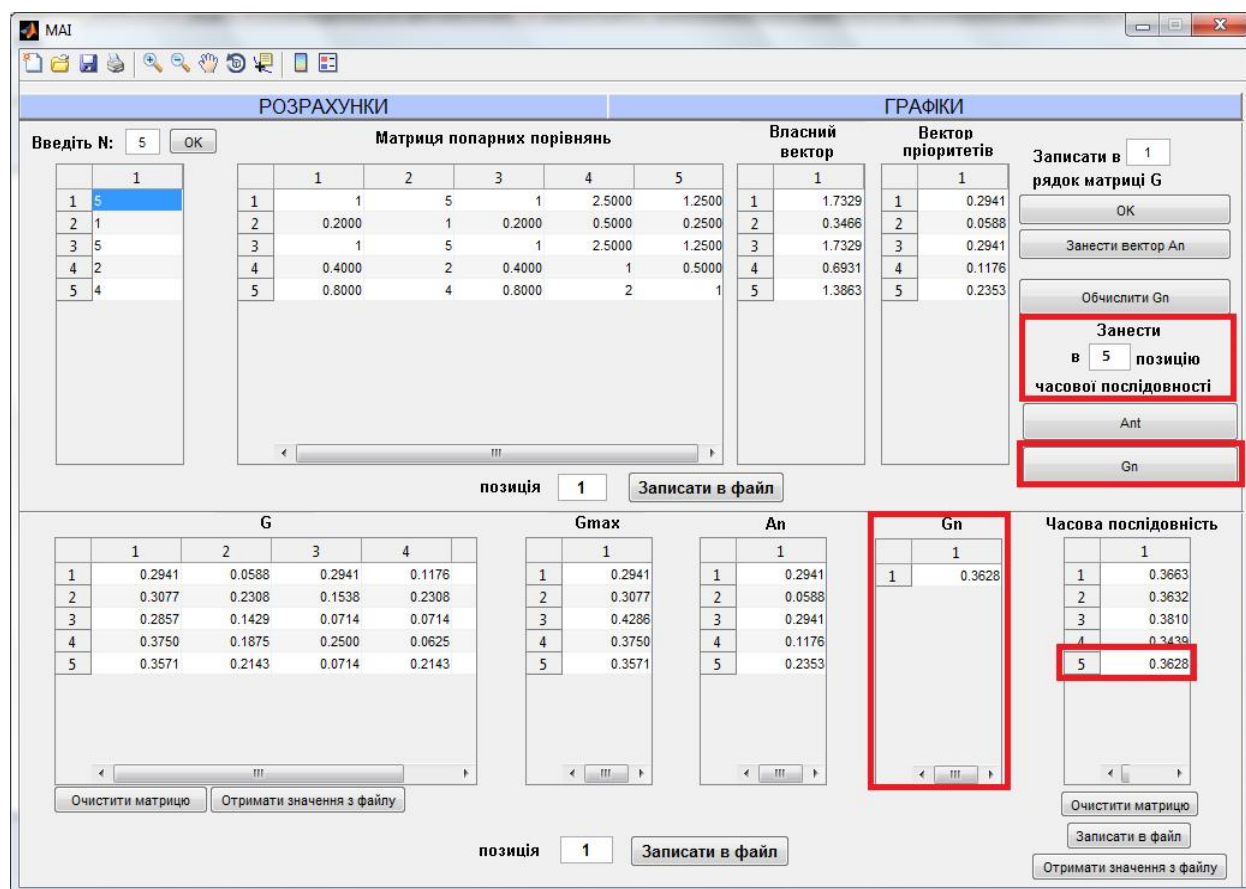 MAI
РОЗРАХУНКИ ГРАФІКИ
Введіть N: 5 OK
Матриця попарних порівнянь
Власний вектор
Вектор пріоритетів
Записати в 1
рядок матриці G
1
1 5
2 1
3 5
4 2
5 4
1 2 3 4 5
1 1 5 1 2.5000 1.2500
2 0.2000 1 0.2000 0.5000 0.2500
3 1 5 1 2.5000 1.2500
4 0.4000 2 0.4000 1 0.5000
5 0.8000 4 0.8000 2 1
1
1 1.7329
2 0.3466
3 1.7329
4 0.6931
5 1.3863
1
1 0.2941
2 0.0588
3 0.2941
4 0.1176
5 0.2353
OK
Занести вектор An
Обчислити Gn
Занести
в 5 позицію
часової послідовності
Ant
Gn
позиція 1 Записати в файл
G
1 2 3 4
1 0.2941 0.0588 0.2941 0.1176
2 0.3077 0.2308 0.1538 0.2308
3 0.2857 0.1429 0.0714 0.0714
4 0.3750 0.1875 0.2500 0.0625
5 0.3571 0.2143 0.0714 0.2143
Очистити матрицю Отримати значення з файлу
Gmax
1
1 0.2941
2 0.3077
3 0.4286
4 0.3750
5 0.3571
An
1
1 0.2941
2 0.0588
3 0.2941
4 0.1176
5 0.2353
Gn
1
1 0.3628
Часова послідовність
1
1 0.3663
2 0.3632
3 0.3810
4 0.3439
5 0.3628
Очистити матрицю
Записати в файл
Отримати значення з файлу
позиція 1 Записати в файл